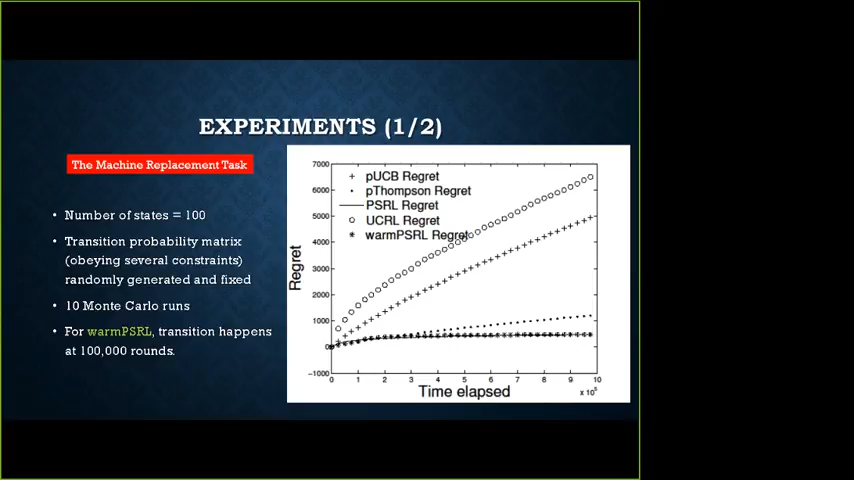 EXPERIMENTS (1/2)
The Machine Replacement Task
• Number of states = 100
• Transition probability matrix
(obeying several constraints)
randomly generated and fixed
• 10 Monte Carlo runs
• For warmPSRL, transition happens
at 100,000 rounds.
7000
6000
5000
4000
3000
2000
1000
0
-1000
Regret
pUCB Regret
pThompson Regret
PSRL Regret
UCRL Regret
warmPSRL Regret
0 1 2 3 4 5 6 7 8 9 10
Time elapsed